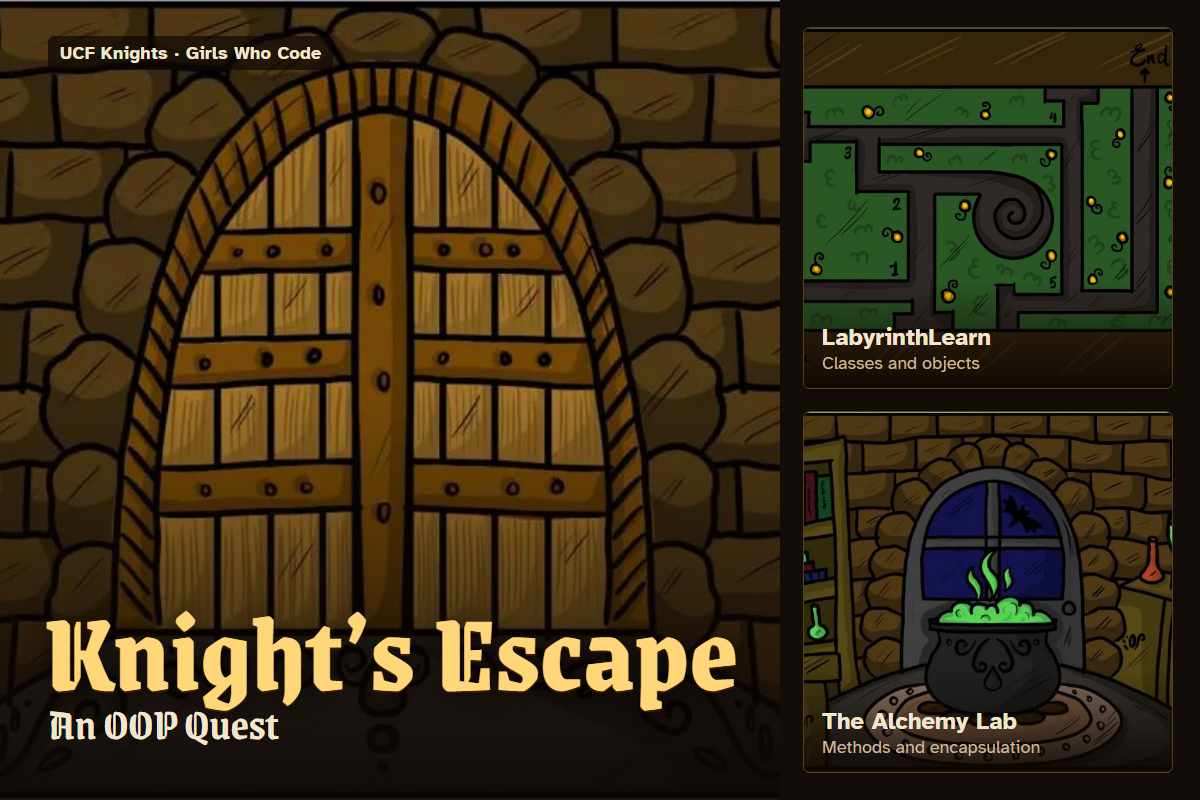 UCF Knights · Girls Who Code
Knight's Escape
An OOP Quest
End
4
3
2
1
5
LabyrinthLearn
Classes and objects
The Alchemy Lab
Methods and encapsulation